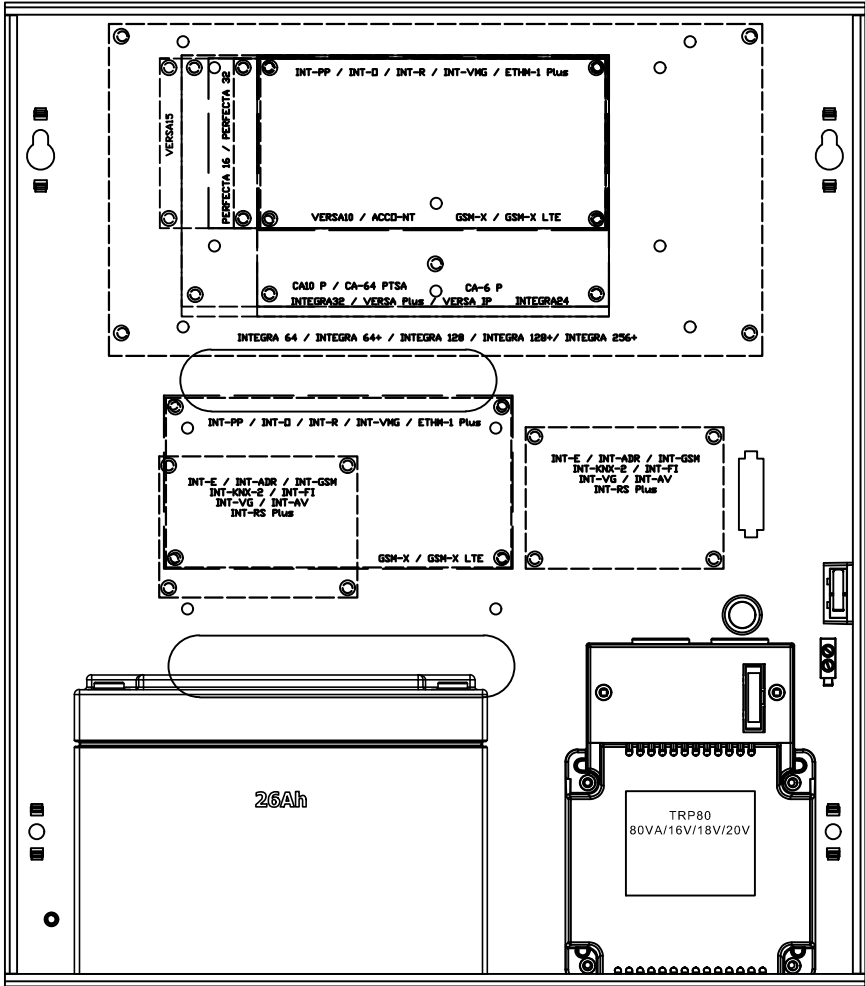 INT-PP / INT-O / INT-R / INT-VMG / ETHM-1 Plus
VERSA15
PERFECTA 16 / PERFECTA 32
VERSA10 / ACCO-NT GSM-X / GSM-X LTE
CA10 P / CA-64 PTSA CA-6 P
INTEGRA32 / VERSA Plus / VERSA IP INTEGRA24
INTEGRA 64 / INTEGRA 64+ / INTEGRA 128 / INTEGRA 128+/ INTEGRA 256+
INT-PP / INT-O / INT-R / INT-VMG / ETHM-1 Plus
INT-E / INT-ADR / INT-GSM
INT-KNX-2 / INT-FI
INT-VG / INT-AV
INT-RS Plus
GSM-X / GSM-X LTE
INT-E / INT-ADR / INT-GSM
INT-KNX-2 / INT-FI
INT-VG / INT-AV
INT-RS Plus
26Ah
TRP80
80VA/16V/18V/20V